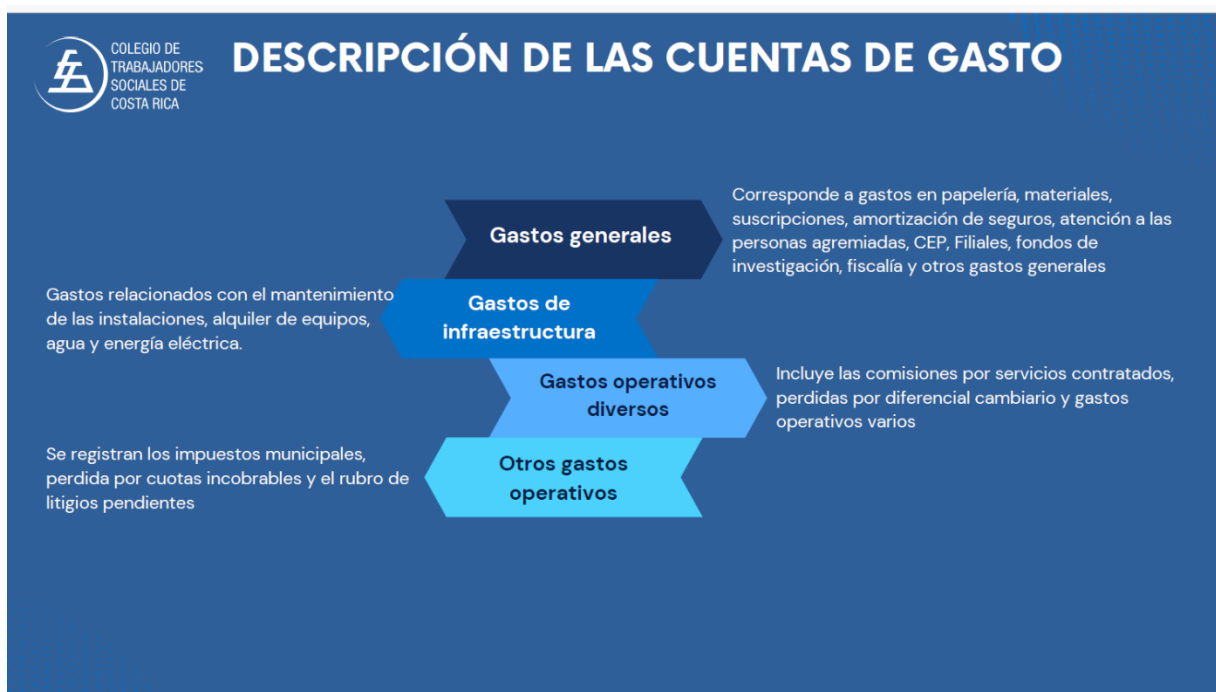 COLEGIO DE
TRABAJADORES
SOCIALES DE
COSTA RICA
DESCRIPCIÓN DE LAS CUENTAS DE GASTO
Gastos generales
Corresponde a gastos en papelería, materiales,
suscripciones, amortización de seguros, atención a las
personas agremiadas, CEP, Filiales, fondos de
investigación, fiscalía y otros gastos generales
Gastos relacionados con el mantenimiento
de las instalaciones, alquiler de equipos,
agua y energía eléctrica.
Gastos de
infraestructura
Gastos operativos
diversos
Incluye las comisiones por servicios contratados,
perdidas por diferencial cambiario y gastos
operativos varios
Se registran los impuestos municipales,
perdida por cuotas incobrables y el rubro de
litigios pendientes
Otros gastos
operativos